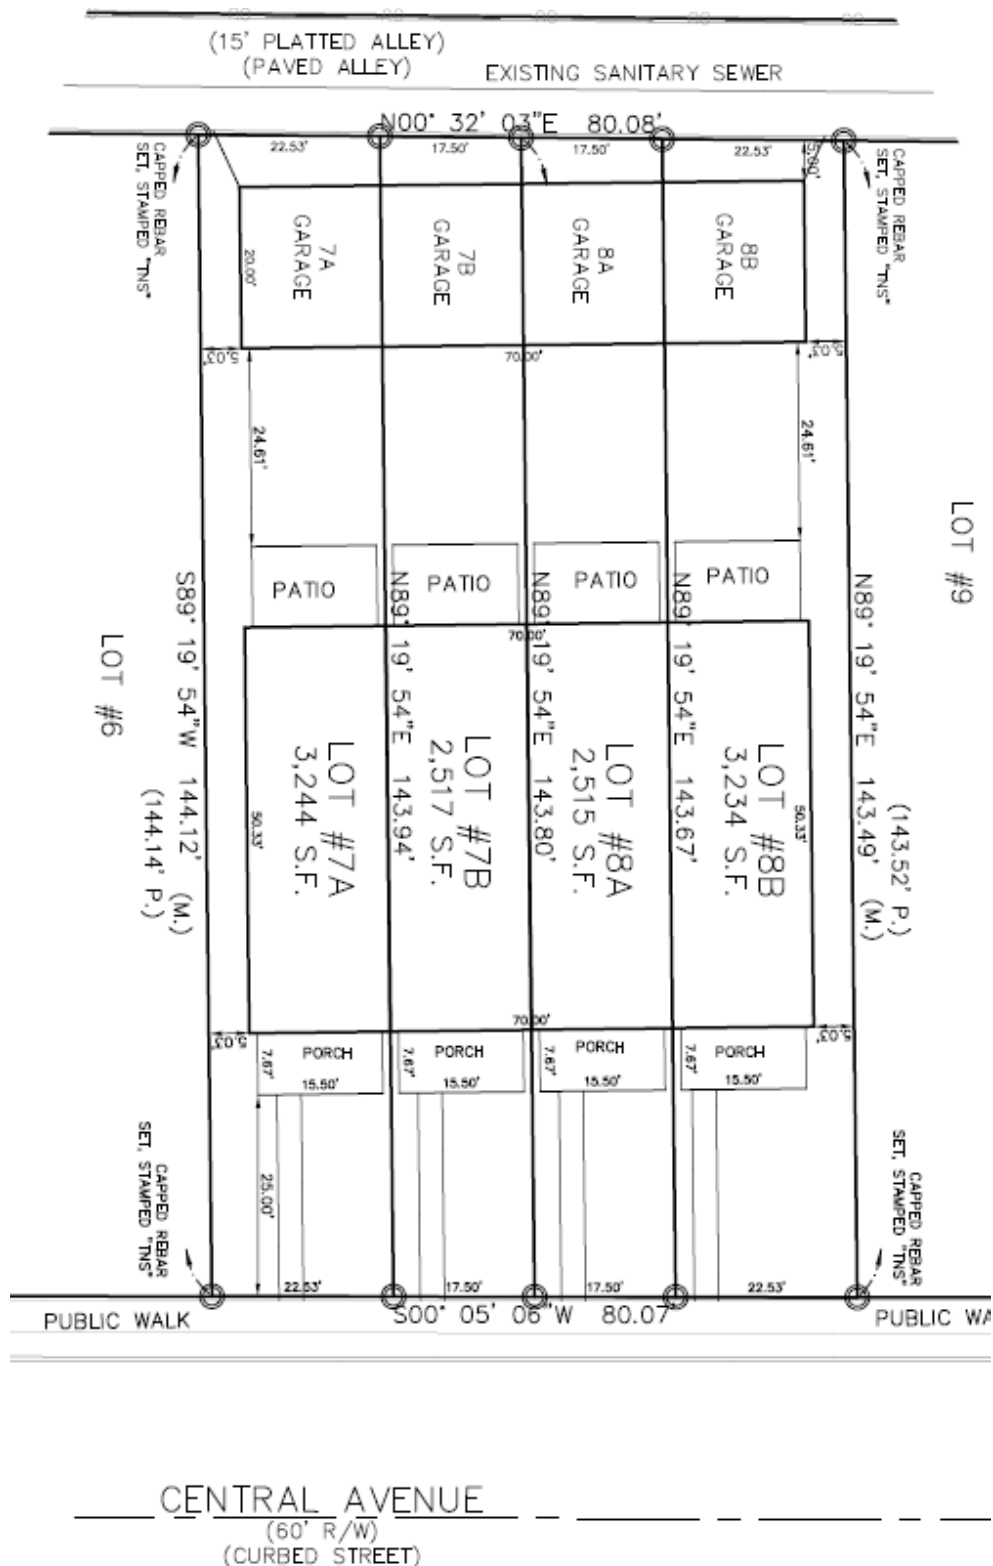 (15' PLATTED ALLEY)
(PAVED ALLEY)
EXISTING SANITARY SEWER
N00° 32' 03"E 80.08'
22.53'
17.50'
17.50'
22.53'
5.00'
CAPPED REBAR
SET, STAMPED "TNS"
CAPPED REBAR
SET, STAMPED "TNS"
7A
GARAGE
7B
GARAGE
8A
GARAGE
8B
GARAGE
20.00'
5.03'
70.00'
5.03'
24.61'
24.61'
LOT #9
PATIO
PATIO
PATIO
PATIO
70.00'
LOT #6
S89° 19' 54"W 144.12' (M.)
(144.14' P.)
N89° 19' 54"E 143.94'
N89° 19' 54"E 143.80'
N89° 19' 54"E 143.67'
N89° 19' 54"E 143.49' (M.)
(143.52' P.)
LOT #7A
3,244 S.F.
LOT #7B
2,517 S.F.
LOT #8A
2,515 S.F.
LOT #8B
3,234 S.F.
50.33'
50.33'
5.03'
70.00'
5.03'
7.67'
PORCH
15.50'
7.67'
PORCH
15.50'
7.67'
PORCH
15.50'
7.67'
PORCH
15.50'
25.00'
CAPPED REBAR
SET, STAMPED "TNS"
CAPPED REBAR
SET, STAMPED "TNS"
22.53'
17.50'
17.50'
22.53'
PUBLIC WALK
S00° 05' 06"W 80.07'
PUBLIC WA
CENTRAL AVENUE
(60' R/W)
(CURBED STREET)